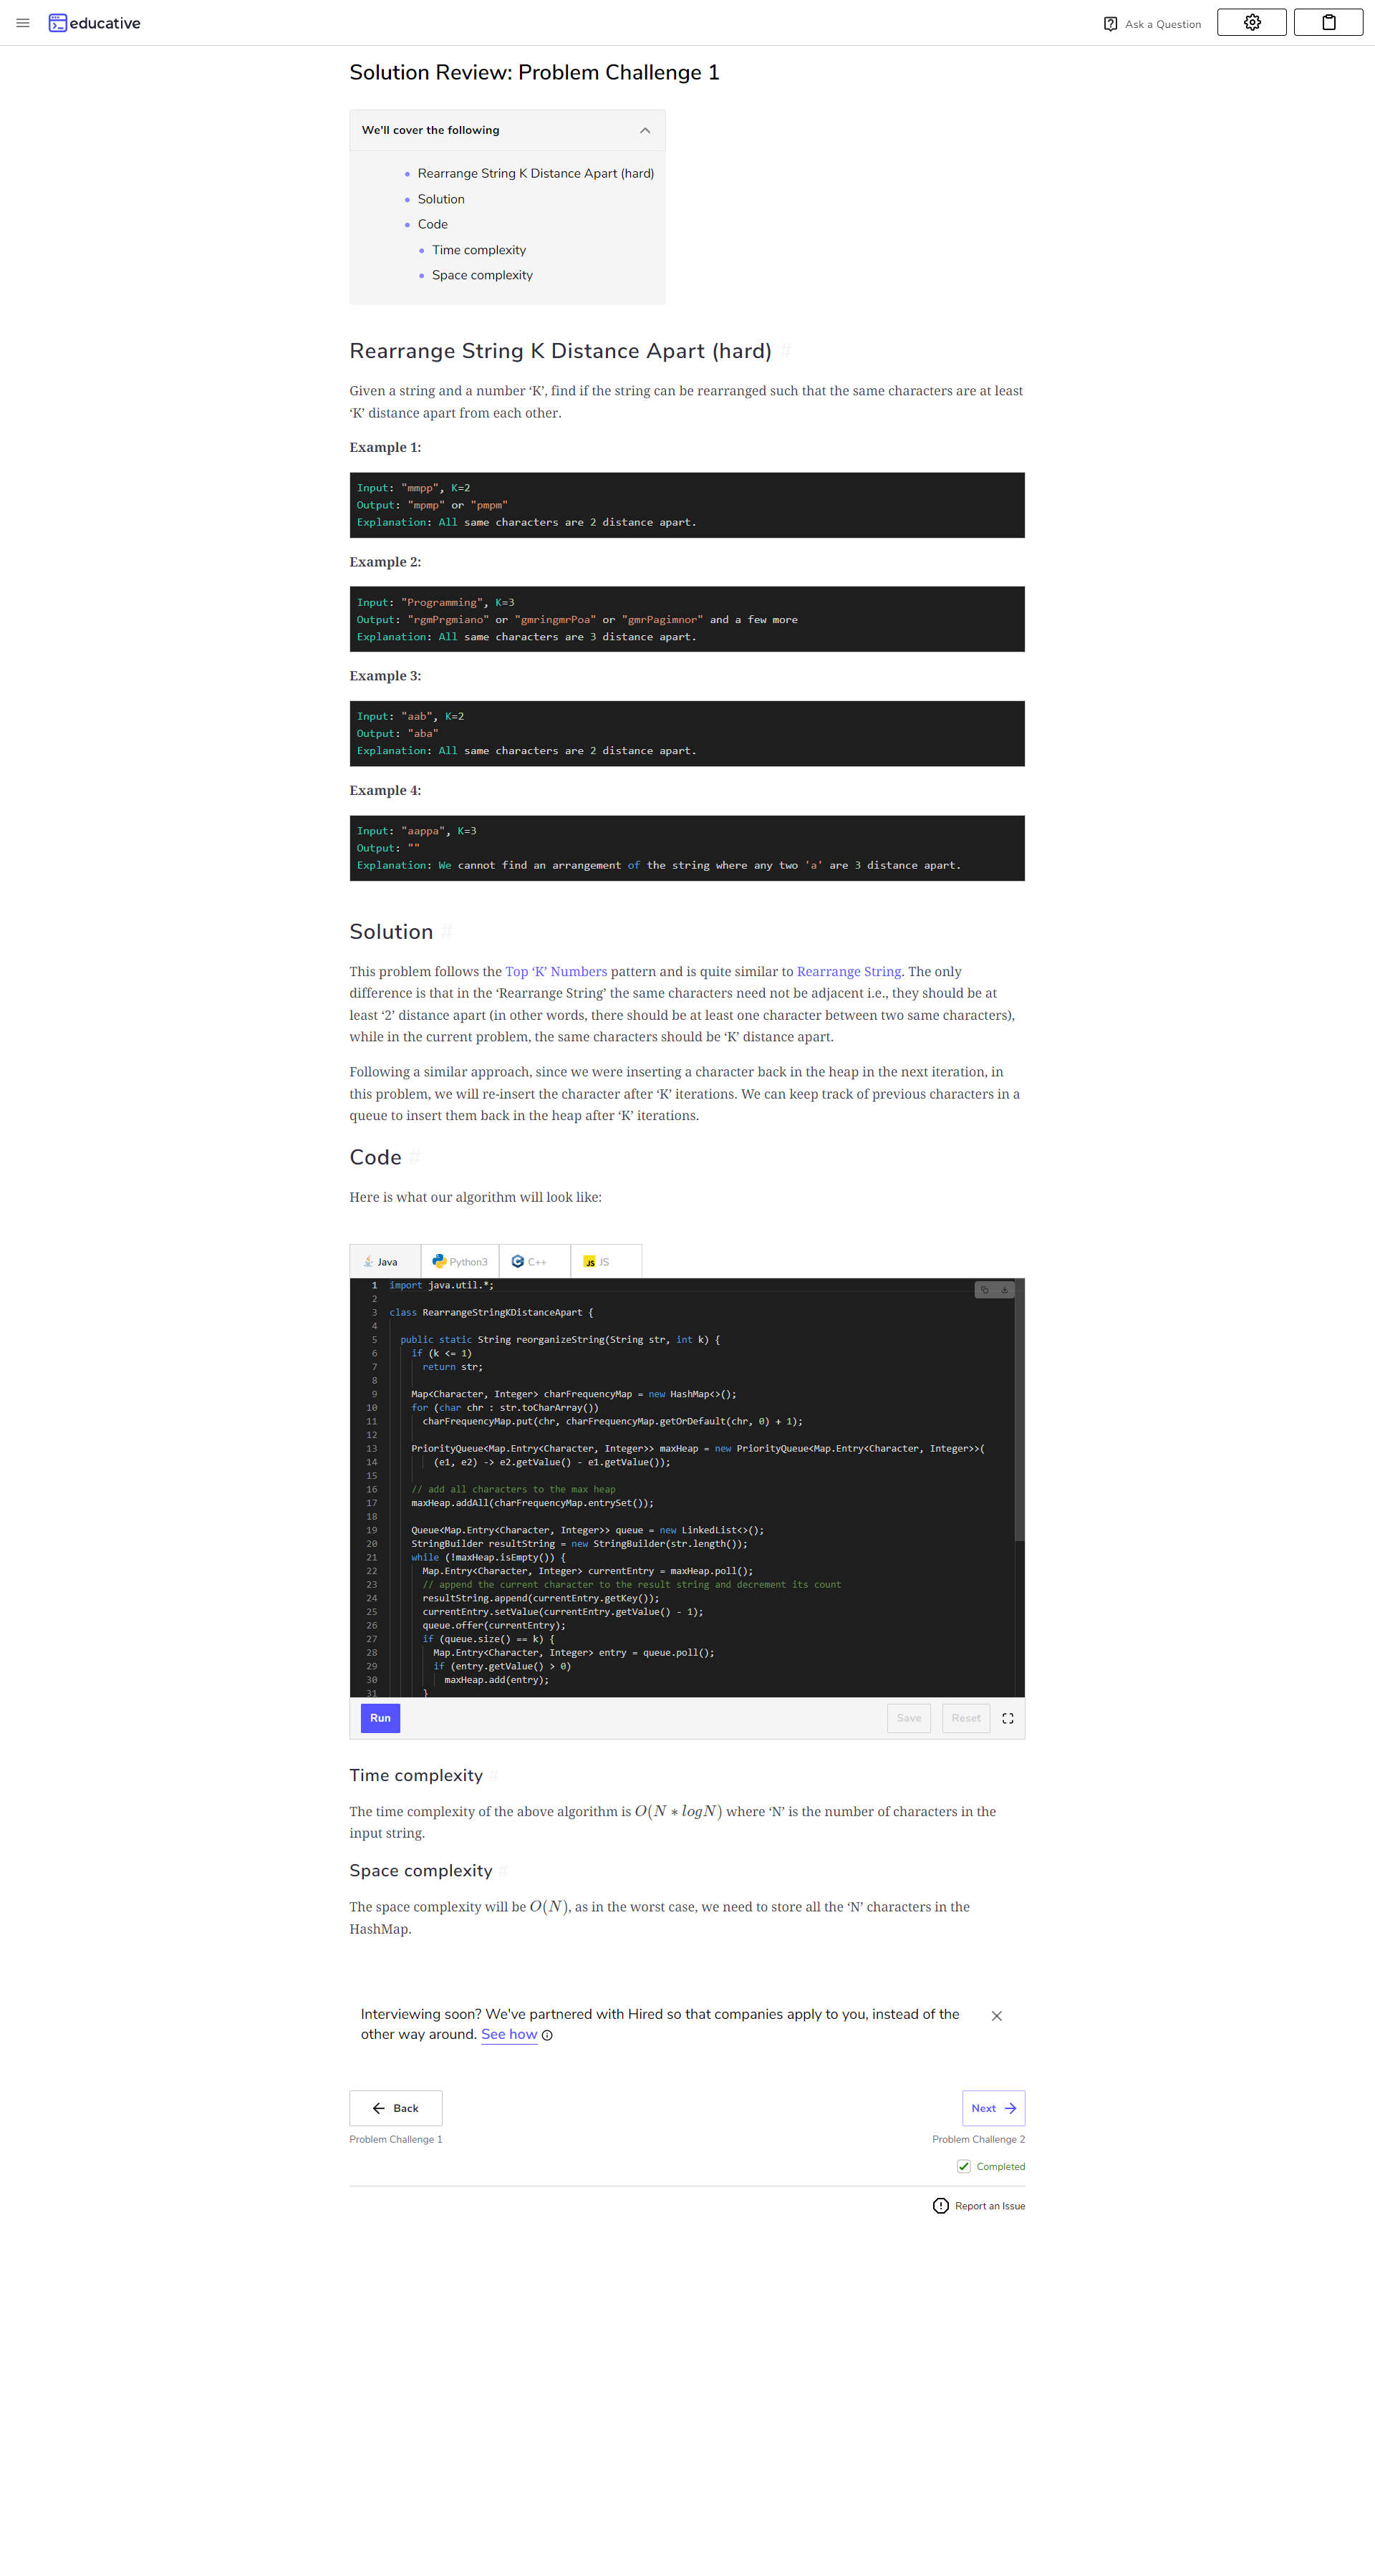 educative
Ask a Question
Solution Review: Problem Challenge 1
We'll cover the following
Rearrange String K Distance Apart (hard)
Solution
Code
Time complexity
Space complexity
Rearrange String K Distance Apart (hard) #
Given a string and a number ‘K’, find if the string can be rearranged such that the same characters are at least
‘K’ distance apart from each other.
Example 1:
Input: "mmpp", K=2
Output: "mpmp" or "pmpm"
Explanation: All same characters are 2 distance apart.
Example 2:
Input: "Programming", K=3
Output: "rgmPrgmiano" or "gmringmrPoa" or "gmrPagimnor" and a few more
Explanation: All same characters are 3 distance apart.
Example 3:
Input: "aab", K=2
Output: "aba"
Explanation: All same characters are 2 distance apart.
Example 4:
Input: "aappa", K=3
Output: ""
Explanation: We cannot find an arrangement of the string where any two 'a' are 3 distance apart.
Solution #
This problem follows the Top ‘K’ Numbers pattern and is quite similar to Rearrange String. The only
difference is that in the ‘Rearrange String’ the same characters need not be adjacent i.e., they should be at
least ‘2’ distance apart (in other words, there should be at least one character between two same characters),
while in the current problem, the same characters should be ‘K’ distance apart.
Following a similar approach, since we were inserting a character back in the heap in the next iteration, in
this problem, we will re-insert the character after ‘K’ iterations. We can keep track of previous characters in a
queue to insert them back in the heap after ‘K’ iterations.
Code #
Here is what our algorithm will look like:
Java Python3 C++ JS JS
1 import java.util.*;
2
3 class RearrangeStringKDistanceApart {
4
5 public static String reorganizeString(String str, int k) {
6 if (k <= 1)
7 return str;
8
9 Map<Character, Integer> charFrequencyMap = new HashMap<>();
10 for (char chr : str.toCharArray())
11 charFrequencyMap.put(chr, charFrequencyMap.getOrDefault(chr, 0) + 1);
12
13 PriorityQueue<Map.Entry<Character, Integer>> maxHeap = new PriorityQueue<Map.Entry<Character, Integer>>(
14 (e1, e2) -> e2.getValue() - e1.getValue());
15
16 // add all characters to the max heap
17 maxHeap.addAll(charFrequencyMap.entrySet());
18
19 Queue<Map.Entry<Character, Integer>> queue = new LinkedList<>();
20 StringBuilder resultString = new StringBuilder(str.length());
21 while (!maxHeap.isEmpty()) {
22 Map.Entry<Character, Integer> currentEntry = maxHeap.poll();
23 // append the current character to the result string and decrement its count
24 resultString.append(currentEntry.getKey());
25 currentEntry.setValue(currentEntry.getValue() - 1);
26 queue.offer(currentEntry);
27 if (queue.size() == k) {
28 Map.Entry<Character, Integer> entry = queue.poll();
29 if (entry.getValue() > 0)
30 maxHeap.add(entry);
31 }
Run Save Reset
Time complexity #
The time complexity of the above algorithm is O(N ∗ logN) where ‘N’ is the number of characters in the
input string.
Space complexity #
The space complexity will be O(N), as in the worst case, we need to store all the ‘N’ characters in the
HashMap.
Interviewing soon? We've partnered with Hired so that companies apply to you, instead of the
other way around. See how
Back Next
Problem Challenge 1 Problem Challenge 2
Completed
Report an Issue